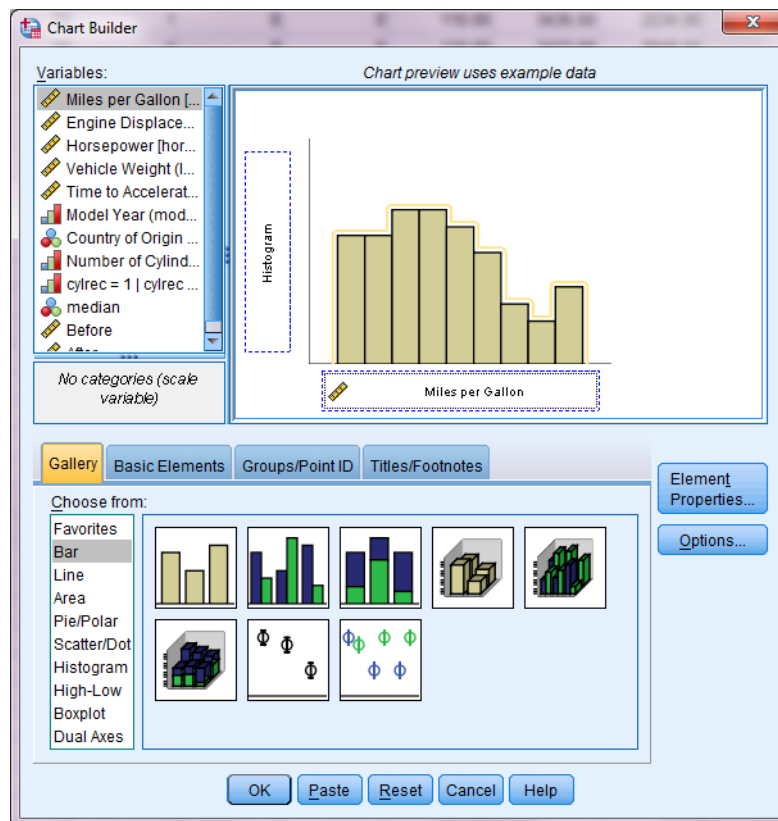 Chart Builder
Variables:
Chart preview uses example data
Miles per Gallon [...
Engine Displace...
Horsepower [hor...
Vehicle Weight (l...
Time to Accelerat...
Model Year (mod...
Country of Origin ...
Number of Cylind...
cylrec = 1 | cylrec ...
median
Before
After
No categories (scale
variable)
Histogram
Miles per Gallon
Gallery
Basic Elements
Groups/Point ID
Titles/Footnotes
Choose from:
Favorites
Bar
Line
Area
Pie/Polar
Scatter/Dot
Histogram
High-Low
Boxplot
Dual Axes
Element
Properties...
Options...
OK
Paste
Reset
Cancel
Help